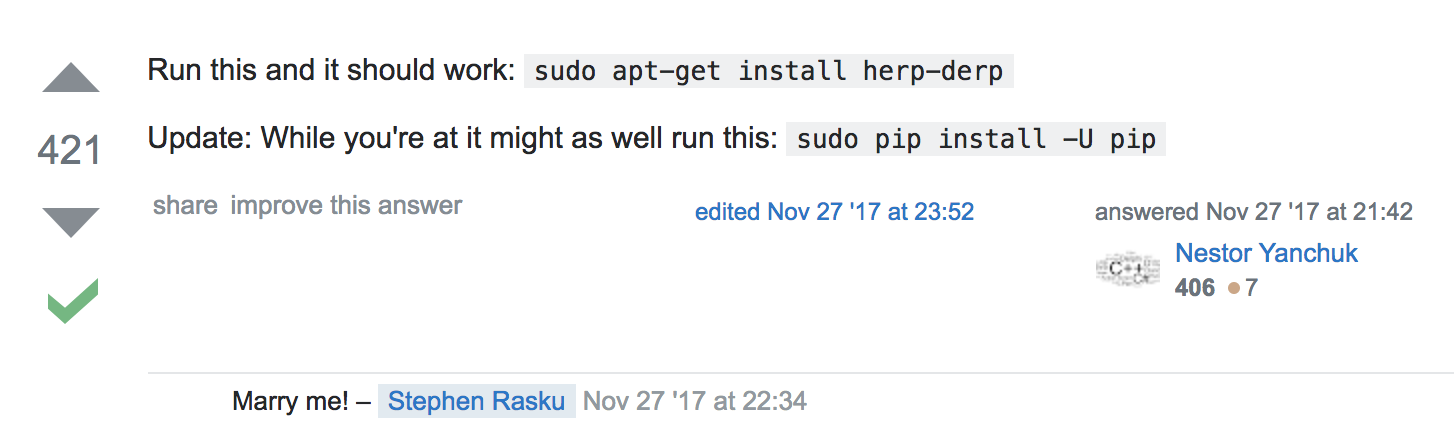 Run this and it should work: sudo apt-get install herp-derp
421
Update: While you're at it might as well run this: sudo pip install -U pip
share improve this answer
edited Nov 27 '17 at 23:52
answered Nov 27 '17 at 21:42
C++
C#
Nestor Yanchuk
406 7
Marry me! – Stephen Rasku Nov 27 '17 at 22:34